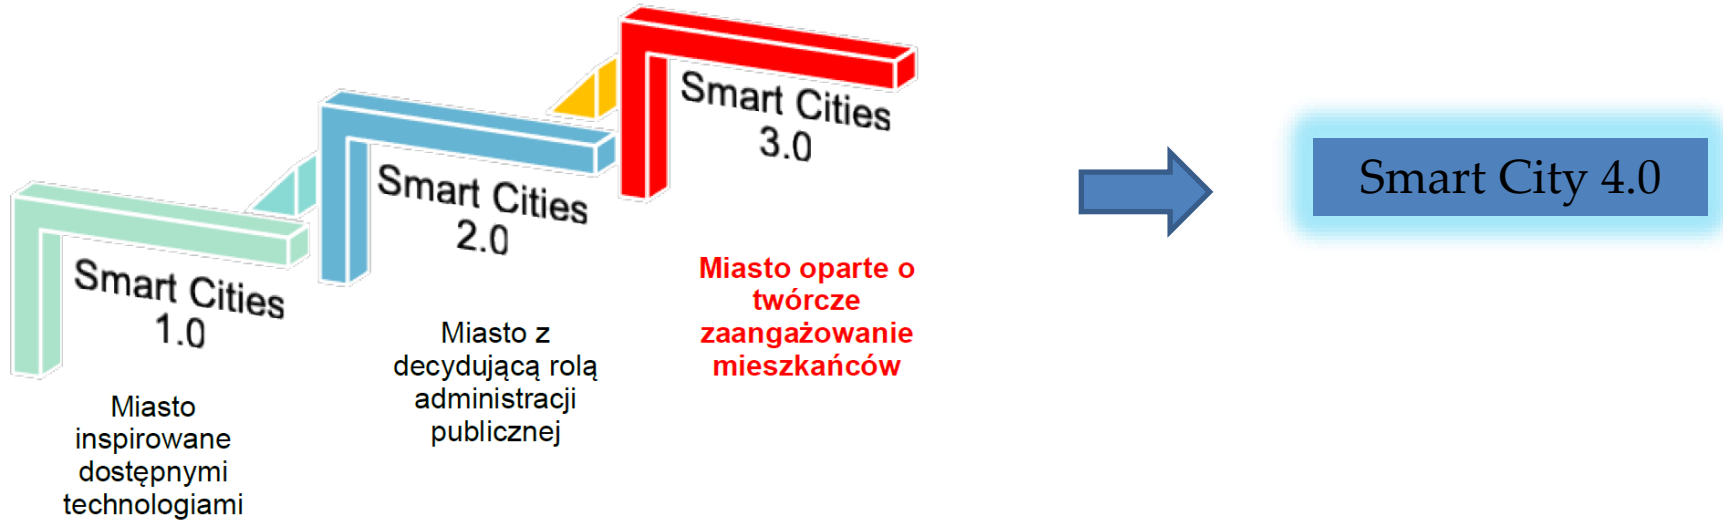 Smart Cities
1.0
Miasto
inspirowane
dostępnymi
technologiami
Smart Cities
2.0
Miasto z
decydującą rolą
administracji
publicznej
Smart Cities
3.0
Miasto oparte o
twórcze
zaangażowanie
mieszkańców
Smart City 4.0